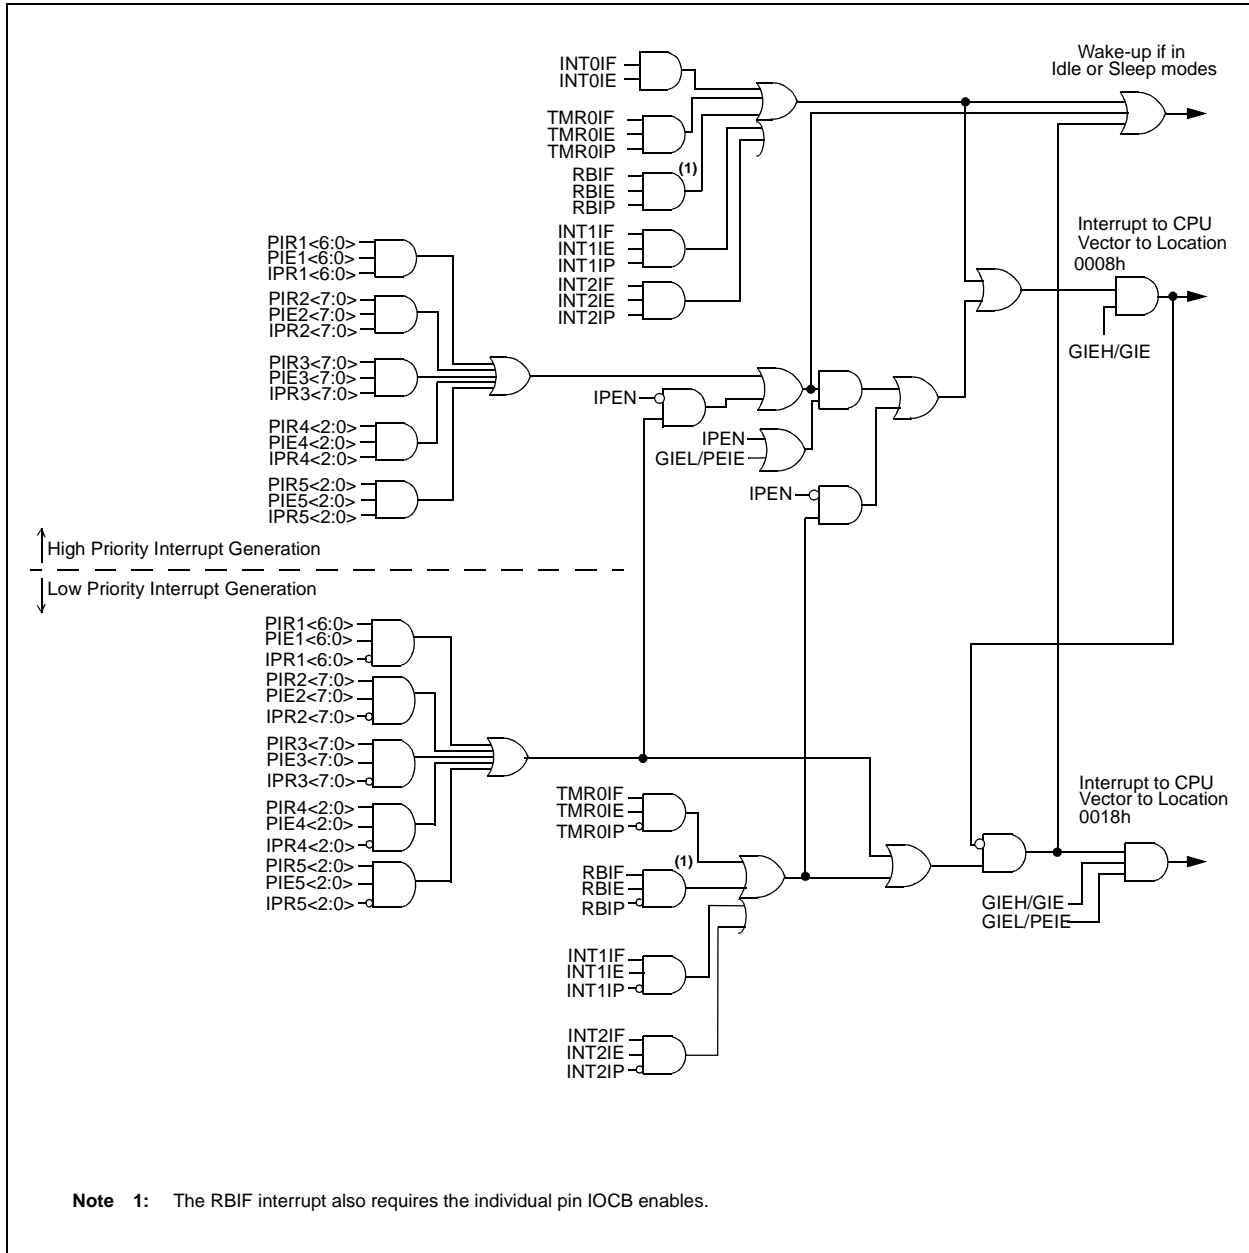 Wake-up if in
Idle or Sleep modes
INT0IF
INT0IE
TMR0IF
TMR0IE
TMR0IP
(1)
RBIF
RBIE
RBIP
INT1IF
INT1IE
INT1IP
INT2IF
INT2IE
INT2IP
Interrupt to CPU
Vector to Location
0008h
GIEH/GIE
PIR1<6:0>
PIE1<6:0>
IPR1<6:0>
PIR2<7:0>
PIE2<7:0>
IPR2<7:0>
PIR3<7:0>
PIE3<7:0>
IPR3<7:0>
PIR4<2:0>
PIE4<2:0>
IPR4<2:0>
PIR5<2:0>
PIE5<2:0>
IPR5<2:0>
IPEN
IPEN
GIEL/PEIE
IPEN
High Priority Interrupt Generation
Low Priority Interrupt Generation
PIR1<6:0>
PIE1<6:0>
IPR1<6:0>
PIR2<7:0>
PIE2<7:0>
IPR2<7:0>
PIR3<7:0>
PIE3<7:0>
IPR3<7:0>
PIR4<2:0>
PIE4<2:0>
IPR4<2:0>
PIR5<2:0>
PIE5<2:0>
IPR5<2:0>
TMR0IF
TMR0IE
TMR0IP
(1)
RBIF
RBIE
RBIP
INT1IF
INT1IE
INT1IP
INT2IF
INT2IE
INT2IP
Interrupt to CPU
Vector to Location
0018h
GIEH/GIE
GIEL/PEIE
Note 1: The RBIF interrupt also requires the individual pin IOCB enables.